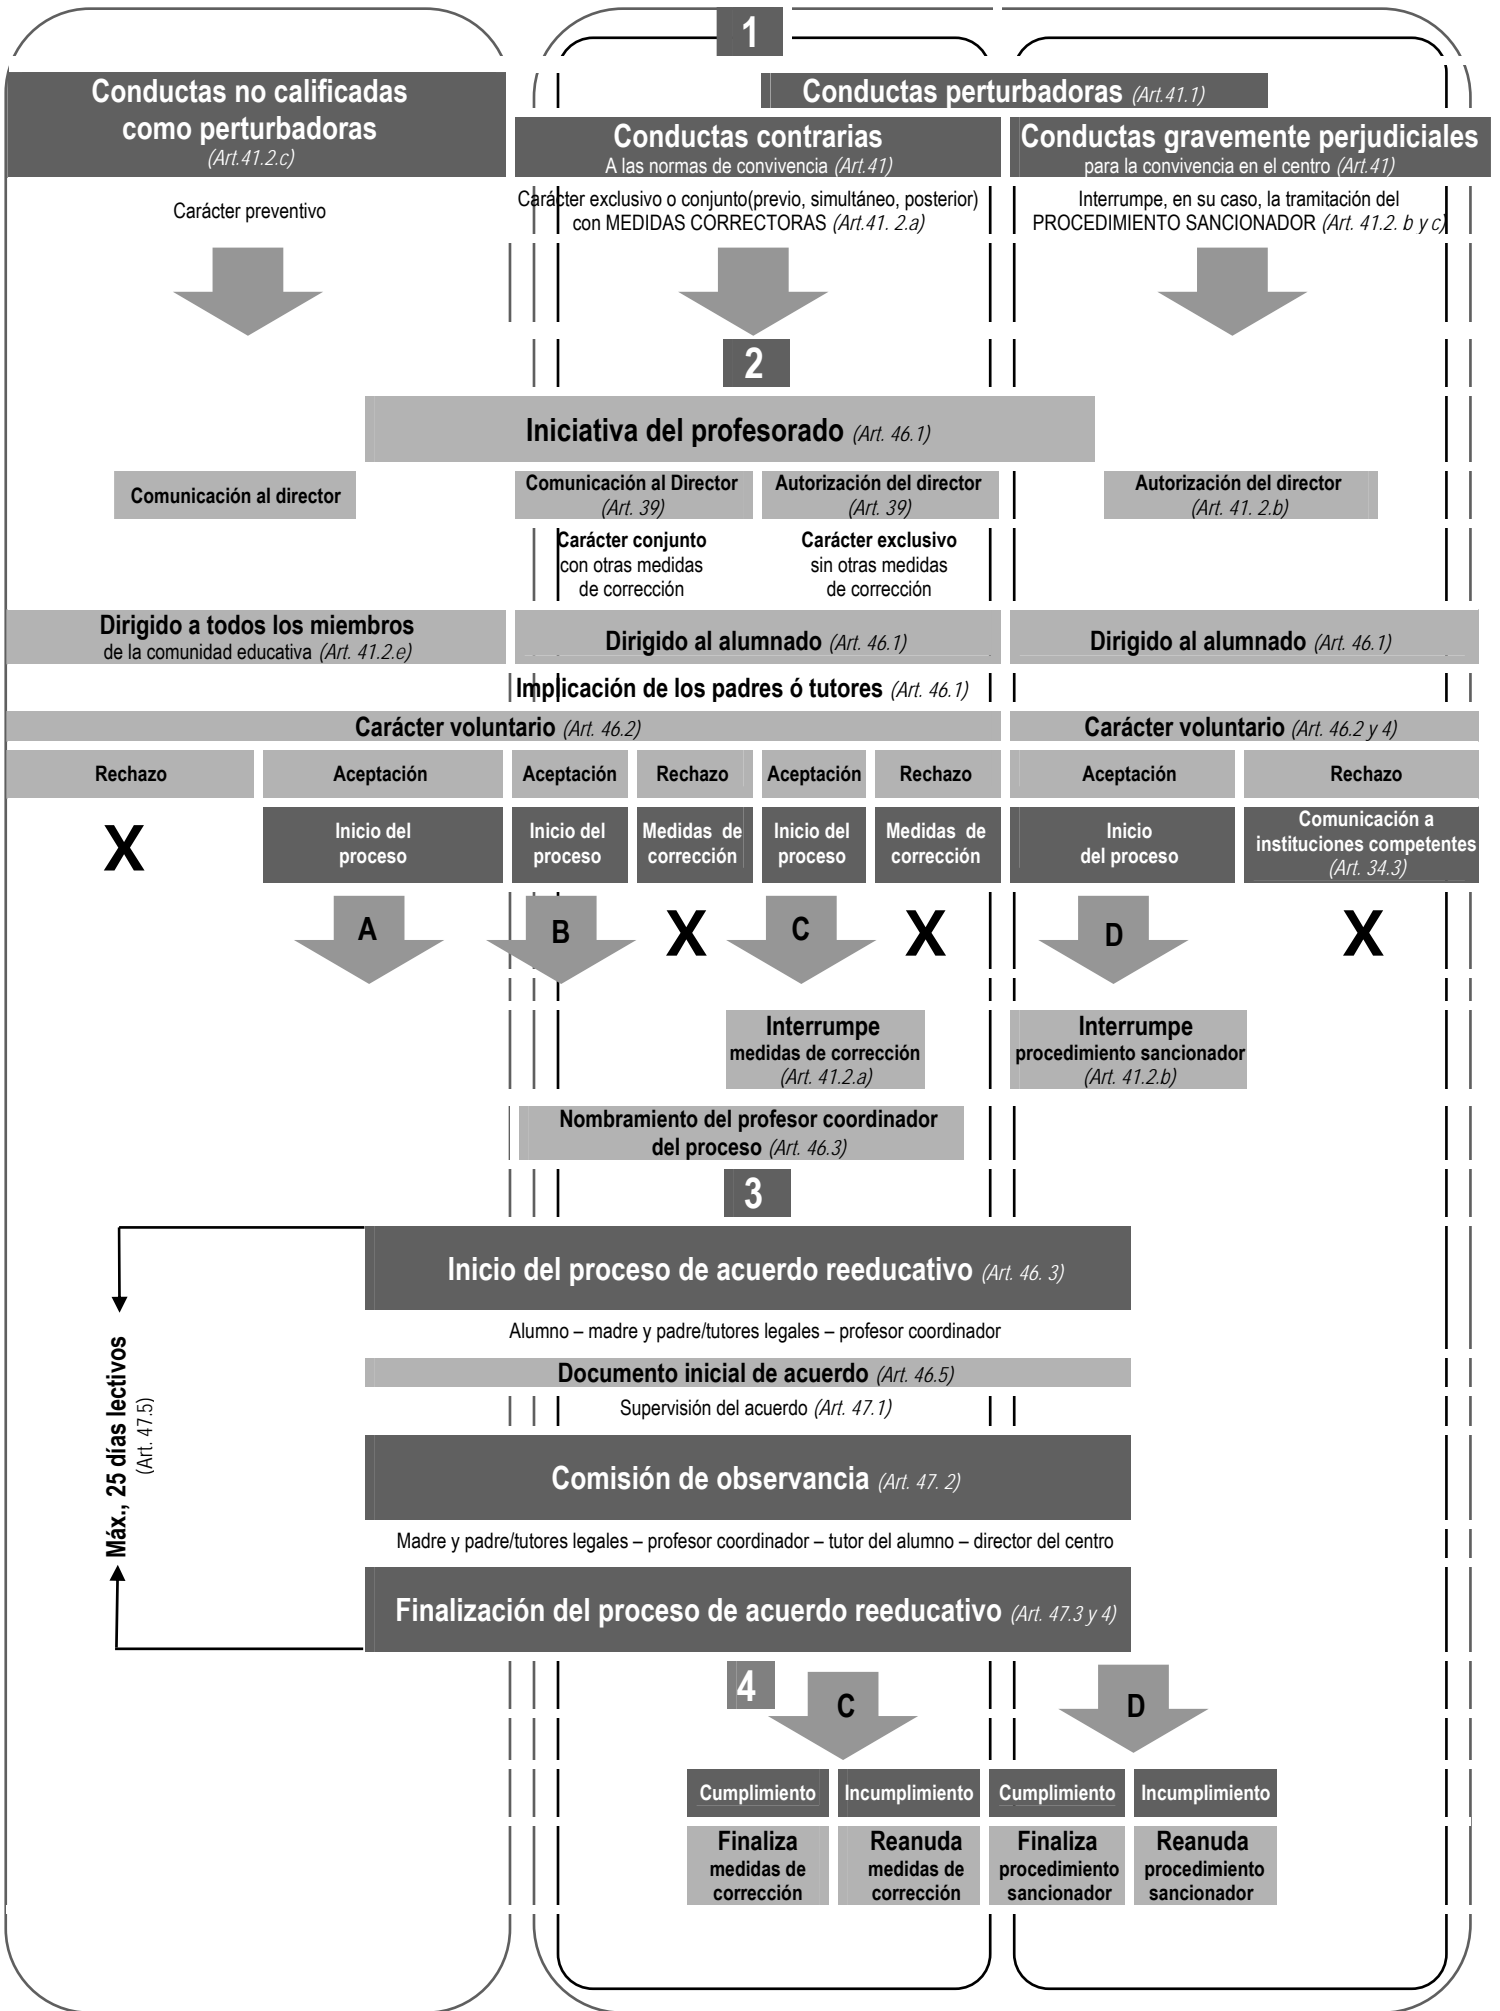 1
Conductas no calificadas
como perturbadoras
(Art.41.2.c)
Conductas perturbadoras (Art.41.1)
Conductas contrarias
A las normas de convivencia (Art.41)
Conductas gravemente perjudiciales
para la convivencia en el centro (Art.41)
Carácter preventivo
Carácter exclusivo o conjunto(previo, simultáneo, posterior)
con MEDIDAS CORRECTORAS (Art.41. 2.a)
Interrumpe, en su caso, la tramitación del
PROCEDIMIENTO SANCIONADOR (Art. 41.2. b y c)
2
Iniciativa del profesorado (Art. 46.1)
Comunicación al director
Comunicación al Director
(Art. 39)
Autorización del director
(Art. 39)
Autorización del director
(Art. 41. 2.b)
Carácter conjunto
con otras medidas
de corrección
Carácter exclusivo
sin otras medidas
de corrección
Dirigido a todos los miembros
de la comunidad educativa (Art. 41.2.e)
Dirigido al alumnado (Art. 46.1)
Dirigido al alumnado (Art. 46.1)
Implicación de los padres ó tutores (Art. 46.1)
Carácter voluntario (Art. 46.2)
Carácter voluntario (Art. 46.2 y 4)
Rechazo
Aceptación
Aceptación
Rechazo
Aceptación
Rechazo
Aceptación
Rechazo
X
Inicio del
proceso
Inicio del
proceso
Medidas de
corrección
Inicio del
proceso
Medidas de
corrección
Inicio
del proceso
Comunicación a
instituciones competentes
(Art. 34.3)
A
B
X
C
X
D
X
Interrumpe
medidas de corrección
(Art. 41.2.a)
Interrumpe
procedimiento sancionador
(Art. 41.2.b)
Nombramiento del profesor coordinador
del proceso (Art. 46.3)
3
Inicio del proceso de acuerdo reeducativo (Art. 46. 3)
Alumno – madre y padre/tutores legales – profesor coordinador
Documento inicial de acuerdo (Art. 46.5)
Supervisión del acuerdo (Art. 47.1)
Máx., 25 días lectivos
(Art. 47.5)
Comisión de observancia (Art. 47. 2)
Madre y padre/tutores legales – profesor coordinador – tutor del alumno – director del centro
Finalización del proceso de acuerdo reeducativo (Art. 47.3 y 4)
4
C
D
Cumplimiento
Incumplimiento
Cumplimiento
Incumplimiento
Finaliza
medidas de
corrección
Reanuda
medidas de
corrección
Finaliza
procedimiento
sancionador
Reanuda
procedimiento
sancionador